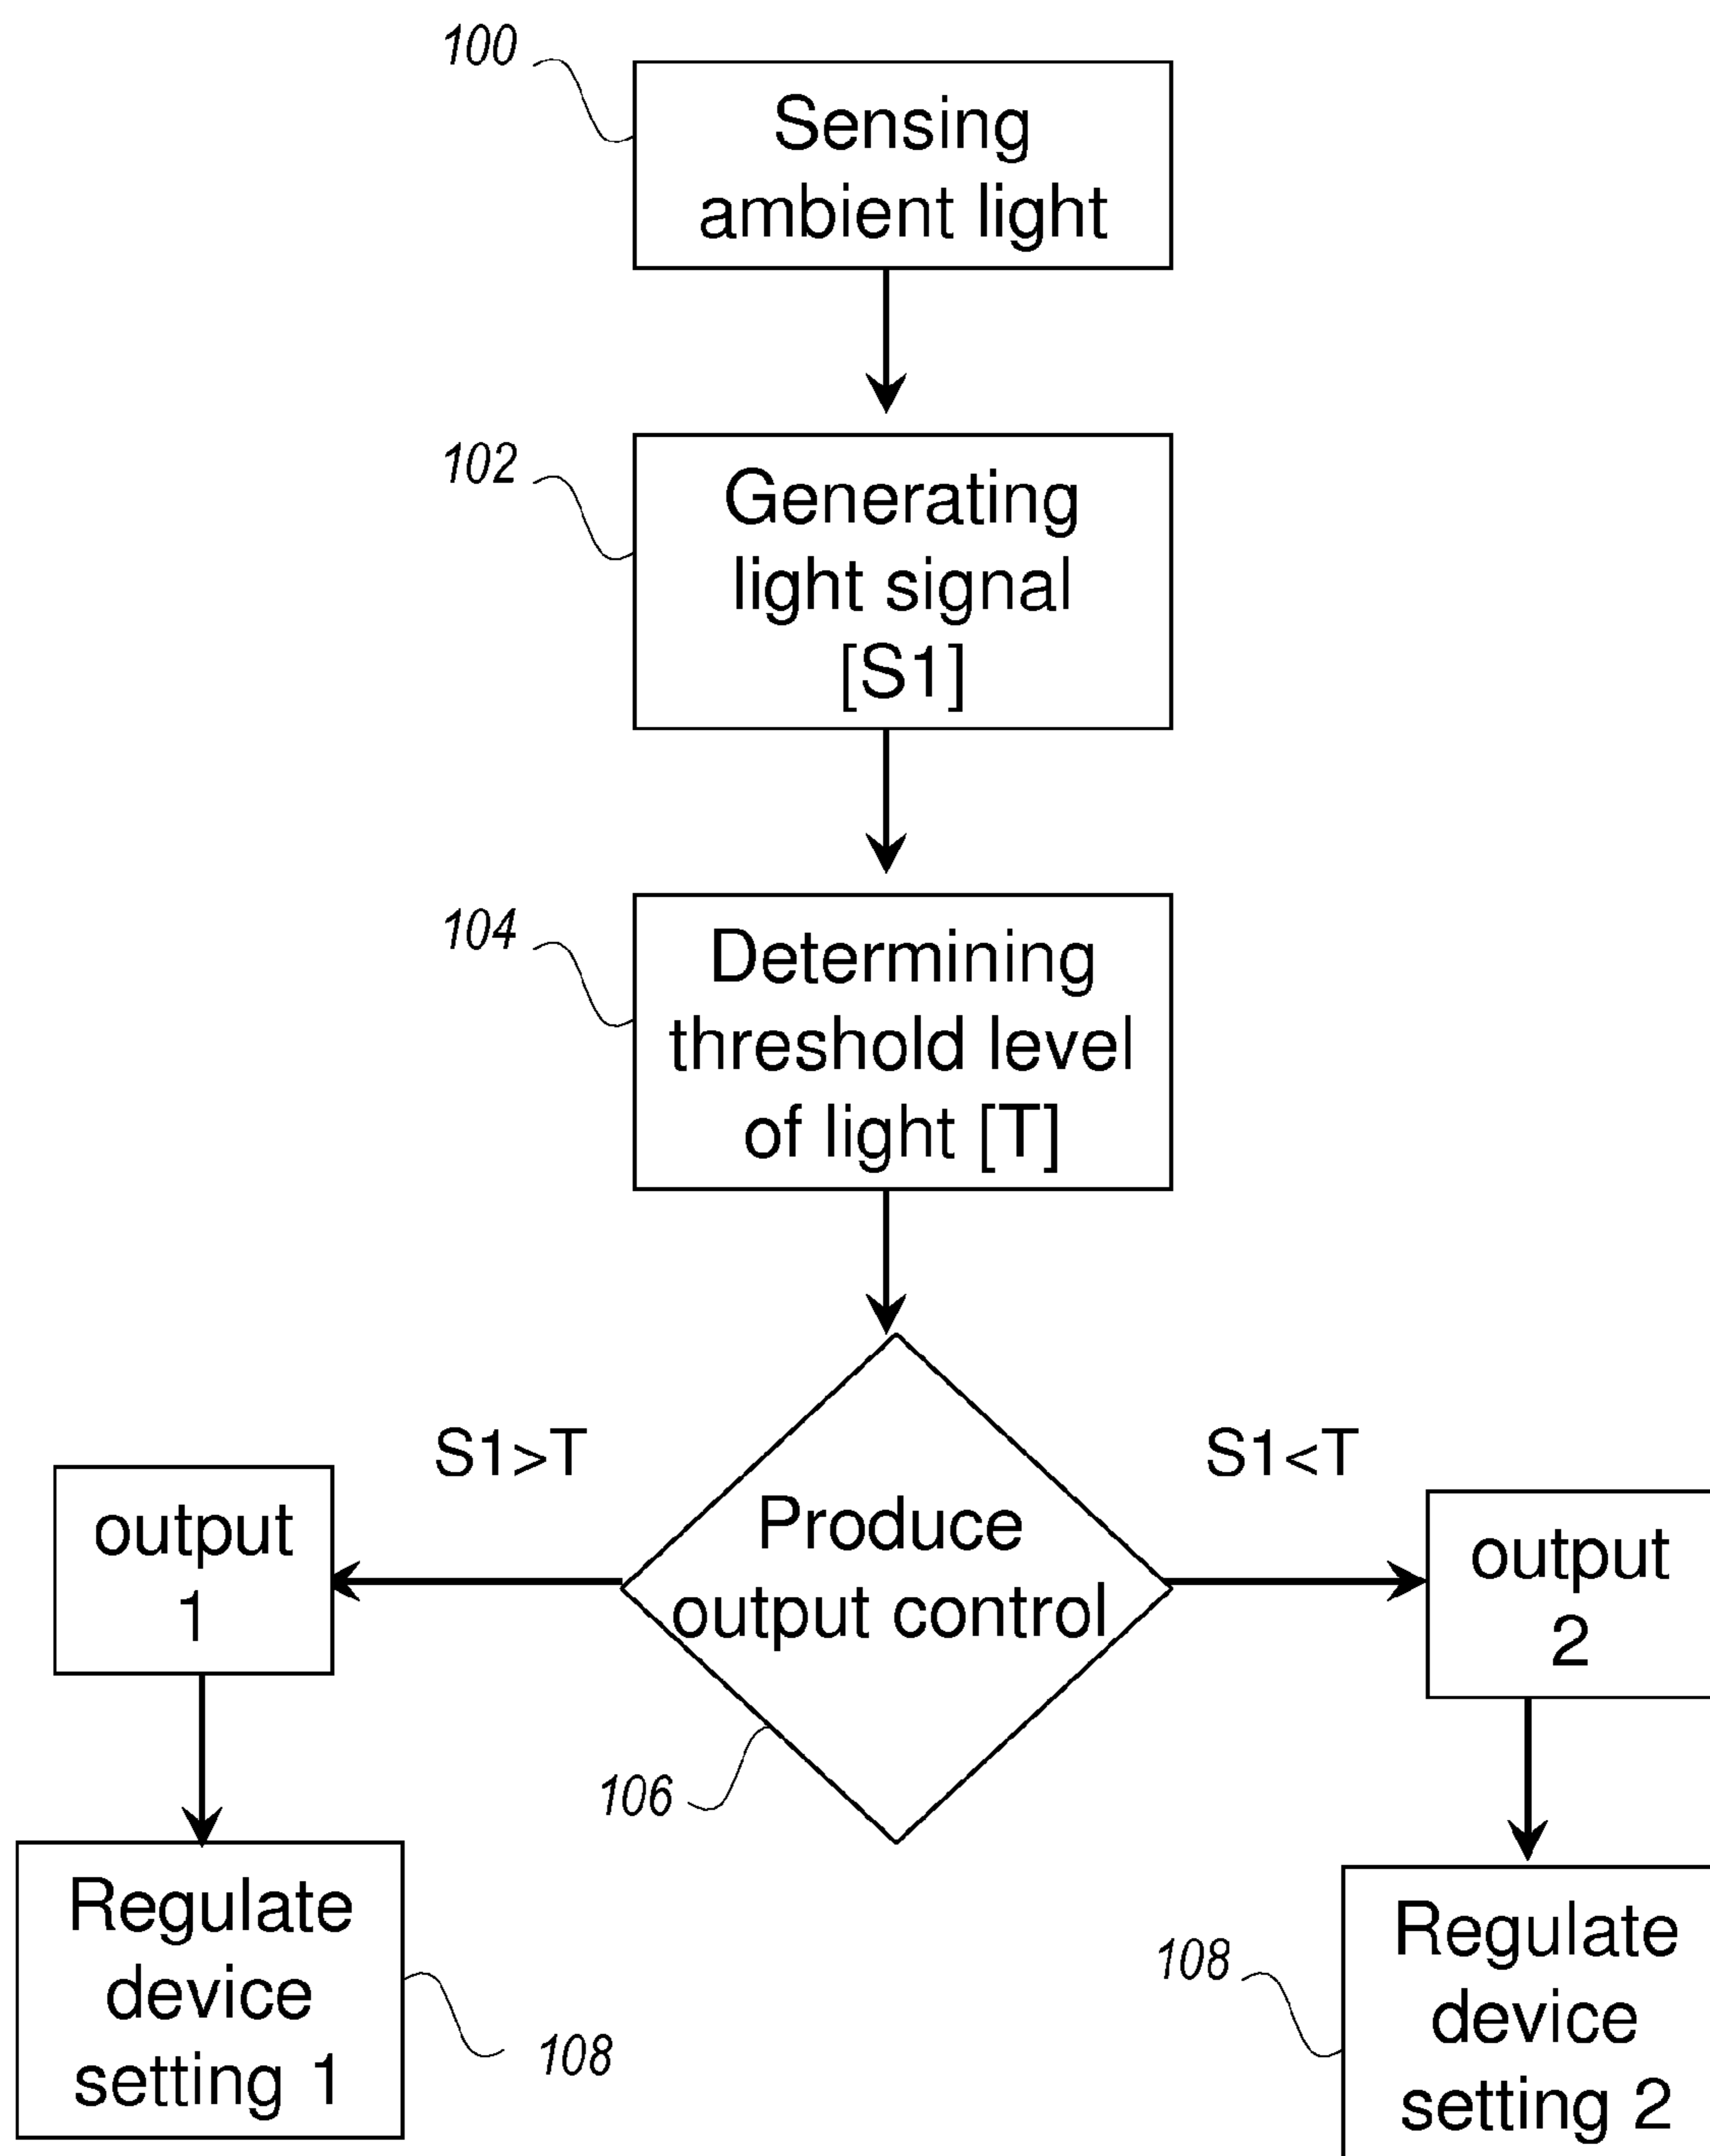 100
Sensing
ambient light
102
Generating
light signal
[S1]
104
Determining
threshold level
of light [T]
S1>T
S1<T
output
1
Produce
output control
output
2
106
Regulate
device
setting 1
108
108
Regulate
device
setting 2